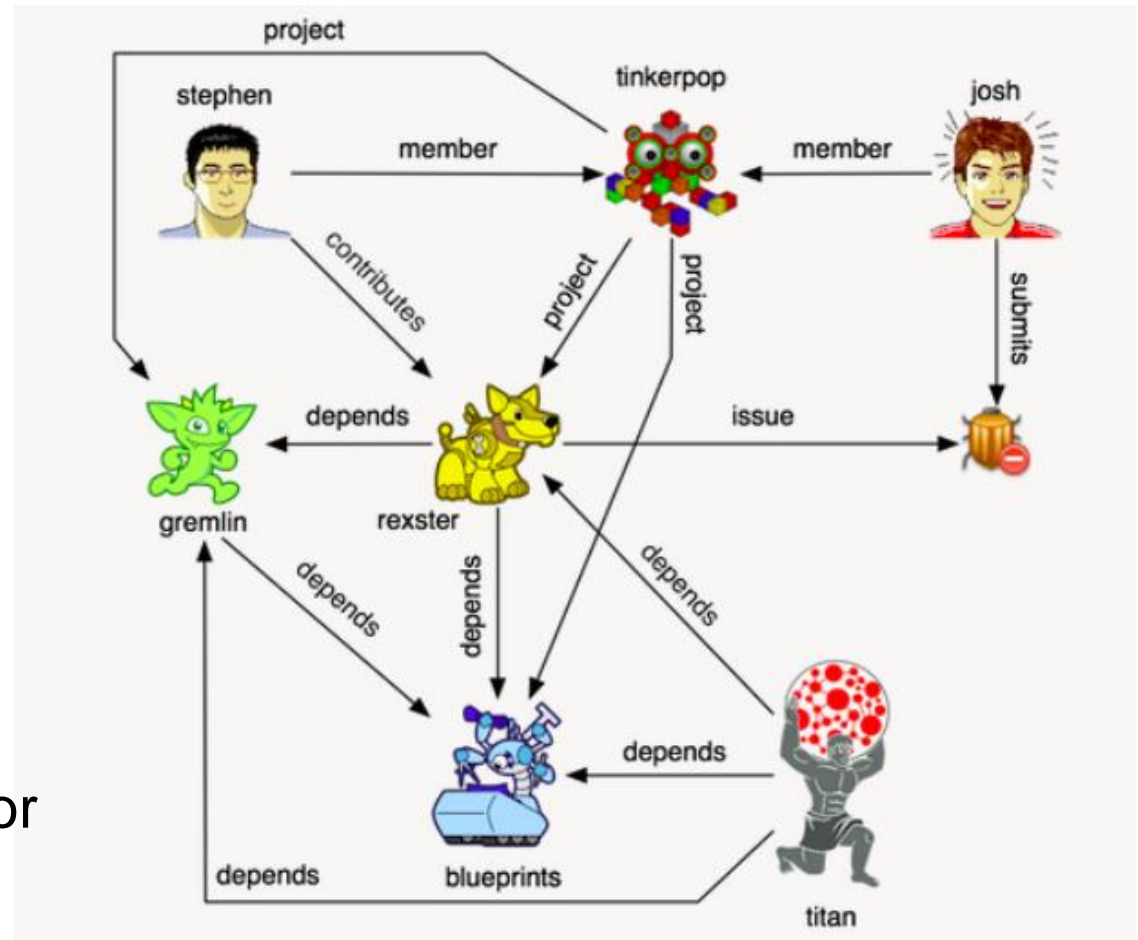 project
stephen
tinkerpop
josh
member
member
contributes
project
project
submits
depends
issue
gremlin
rexster
depends
depends
depends
depends
or
depends
blueprints
titan